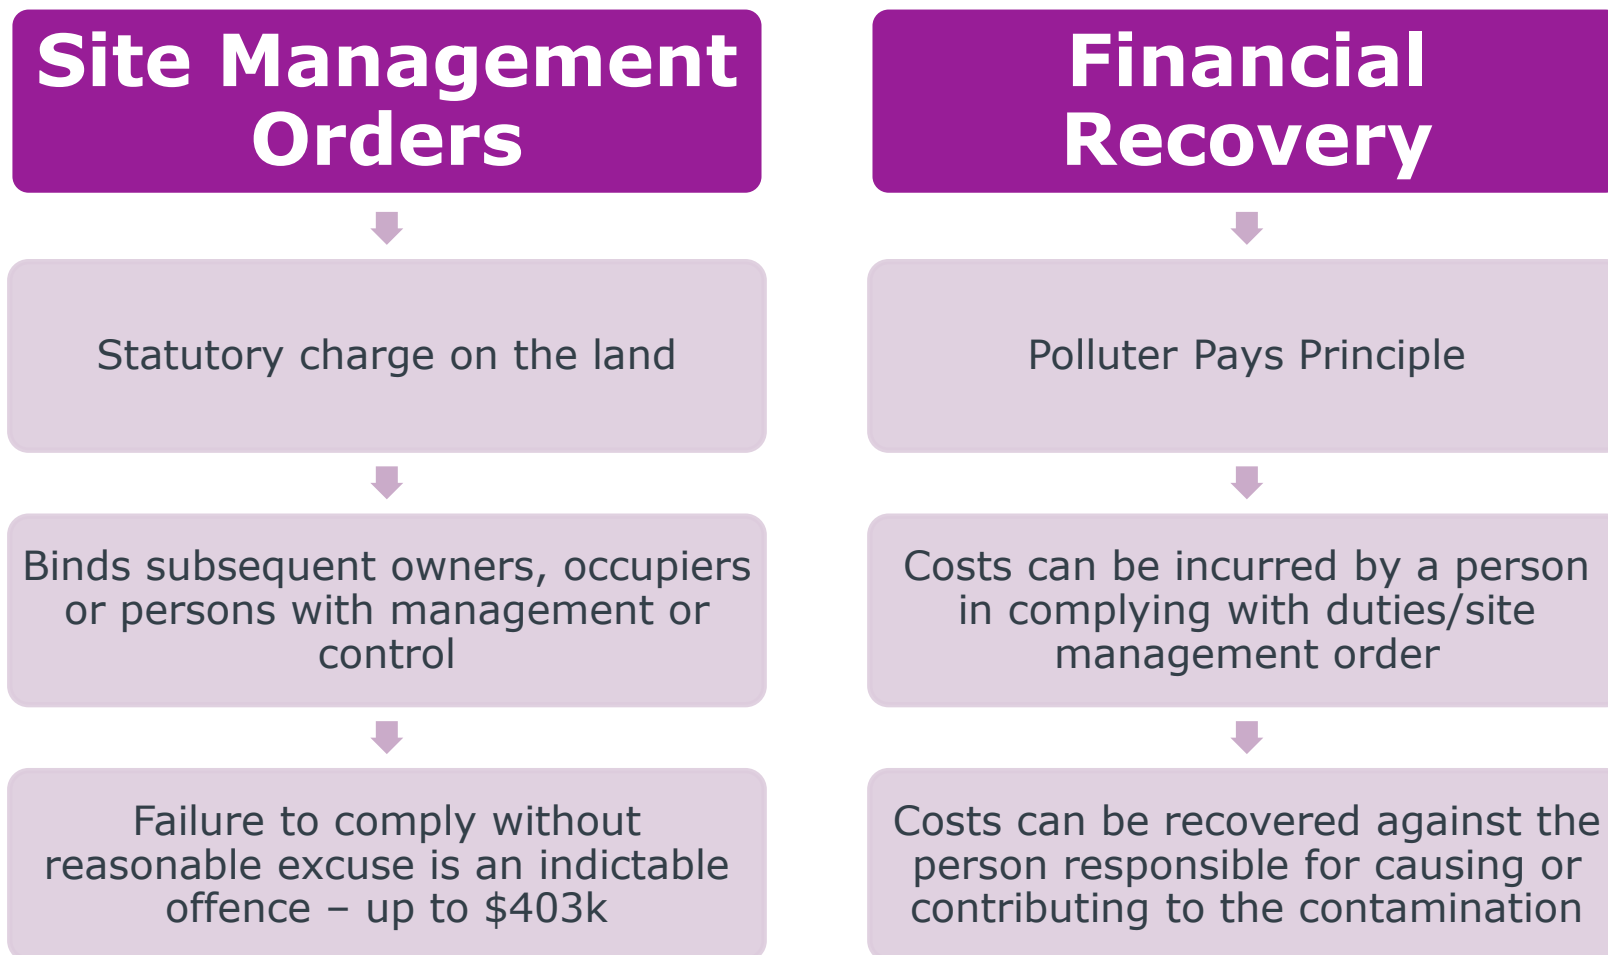 Site Management
Orders
Statutory charge on the land
Binds subsequent owners, occupiers
or persons with management or
control
Failure to comply without
reasonable excuse is an indictable
offence – up to $403k
Financial
Recovery
Polluter Pays Principle
Costs can be incurred by a person
in complying with duties/site
management order
Costs can be recovered against the
person responsible for causing or
contributing to the contamination